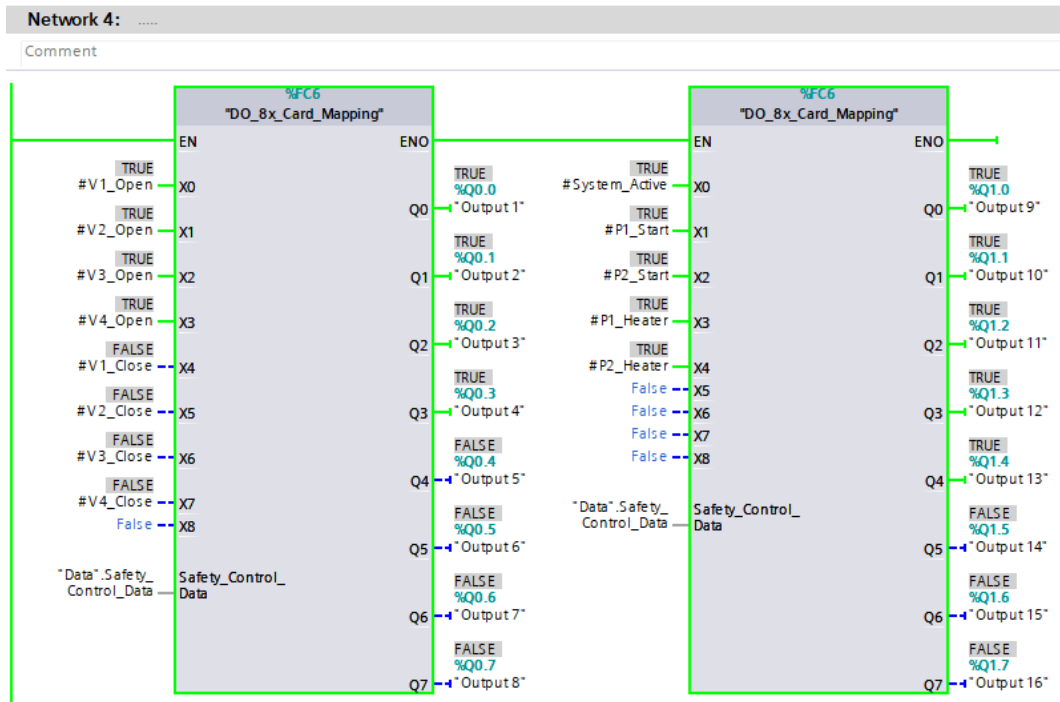 Network 4: .....
Comment
%FC6
"DO_8x_Card_Mapping"
EN
ENO
TRUE
#V1_Open
X0
TRUE
#V2_Open
X1
TRUE
#V3_Open
X2
TRUE
#V4_Open
X3
FALSE
#V1_Close
X4
FALSE
#V2_Close
X5
FALSE
#V3_Close
X6
FALSE
#V4_Close
X7
False
X8
"Data".Safety_
Control_Data
Safety_Control_
Data
TRUE
%Q0.0
Q0
"Output 1"
TRUE
%Q0.1
Q1
"Output 2"
TRUE
%Q0.2
Q2
"Output 3"
TRUE
%Q0.3
Q3
"Output 4"
FALSE
%Q0.4
Q4
"Output 5"
FALSE
%Q0.5
Q5
"Output 6"
FALSE
%Q0.6
Q6
"Output 7"
FALSE
%Q0.7
Q7
"Output 8"
%FC6
"DO_8x_Card_Mapping"
EN
ENO
TRUE
#System_Active
X0
TRUE
#P1_Start
X1
TRUE
#P2_Start
X2
TRUE
#P1_Heater
X3
TRUE
#P2_Heater
X4
False
X5
False
X6
False
X7
False
X8
"Data".Safety_
Control_Data
Safety_Control_
Data
TRUE
%Q1.0
Q0
"Output 9"
TRUE
%Q1.1
Q1
"Output 10"
TRUE
%Q1.2
Q2
"Output 11"
TRUE
%Q1.3
Q3
"Output 12"
TRUE
%Q1.4
Q4
"Output 13"
FALSE
%Q1.5
Q5
"Output 14"
FALSE
%Q1.6
Q6
"Output 15"
FALSE
%Q1.7
Q7
"Output 16"